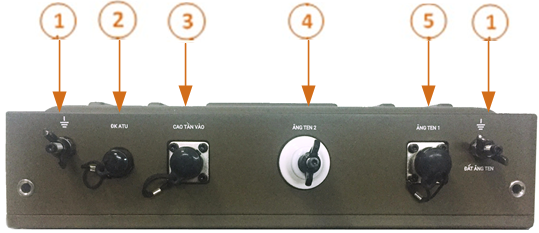 1 2 3 4 5 1
ĐK ATU CAO TẦN VÀO ĂNG TEN 2 ĂNG TEN 1
ĐẤT ĂNG TEN